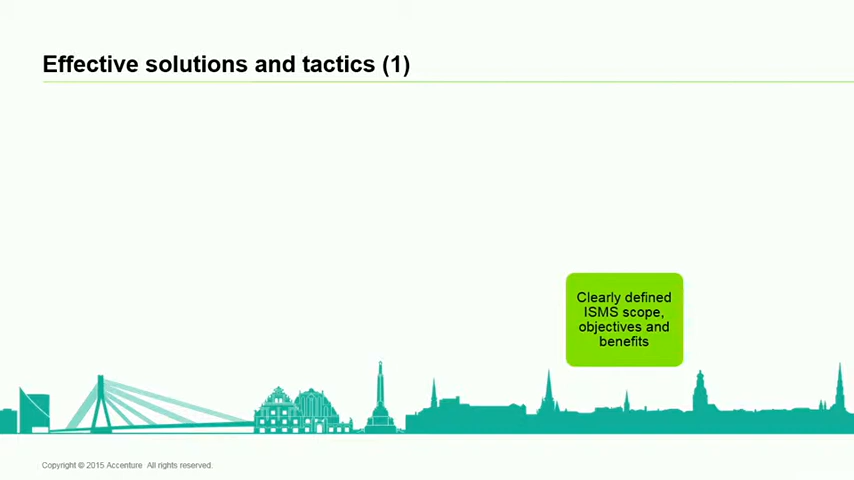 Effective solutions and tactics (1)
Clearly defined
ISMS scope,
objectives and
benefits
Copyright © 2015 Accenture All rights reserved.